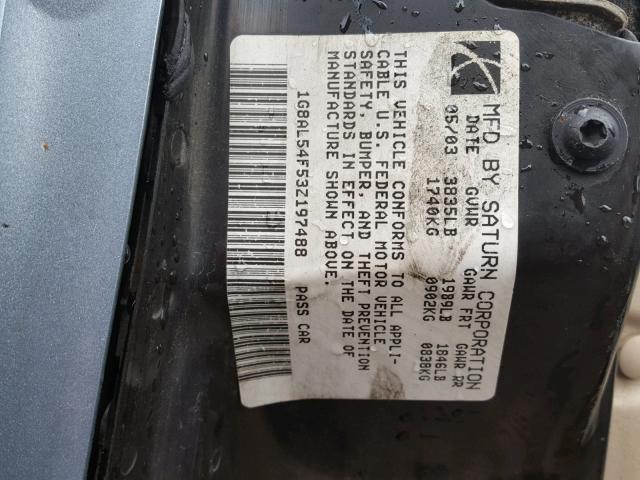 MFD BY SATURN CORPORATION
DATE GVWR GAWR FRT GAWR RR
05/03 3835LB 1989LB 1846LB
1740KG 0902KG 0838KG
THIS VEHICLE CONFORMS TO ALL APPLI-
CABLE U.S. FEDERAL MOTOR VEHICLE
SAFETY, BUMPER, AND THEFT PREVENTION
STANDARDS IN EFFECT ON THE DATE OF
MANUFACTURE SHOWN ABOVE.
1G8AL54F53Z197488 PASS CAR